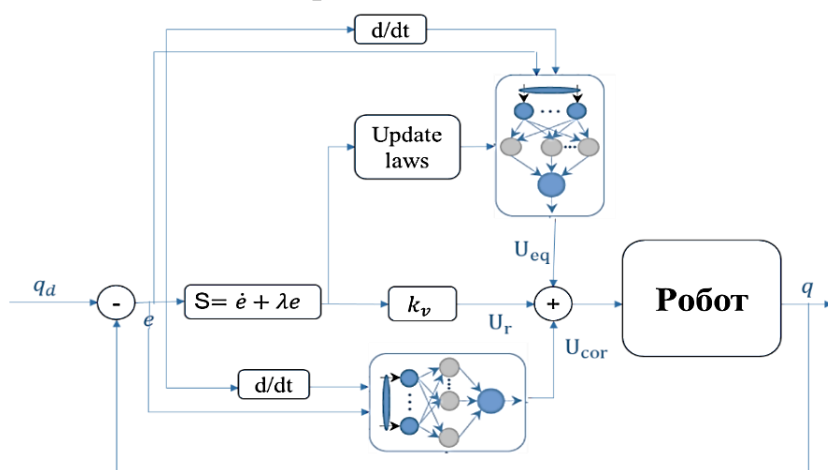 d/dt
Update
laws
U_eq
q_d
-
e
S= ė + λe
k_v
U_r
+
Робот
q
U_cor
d/dt